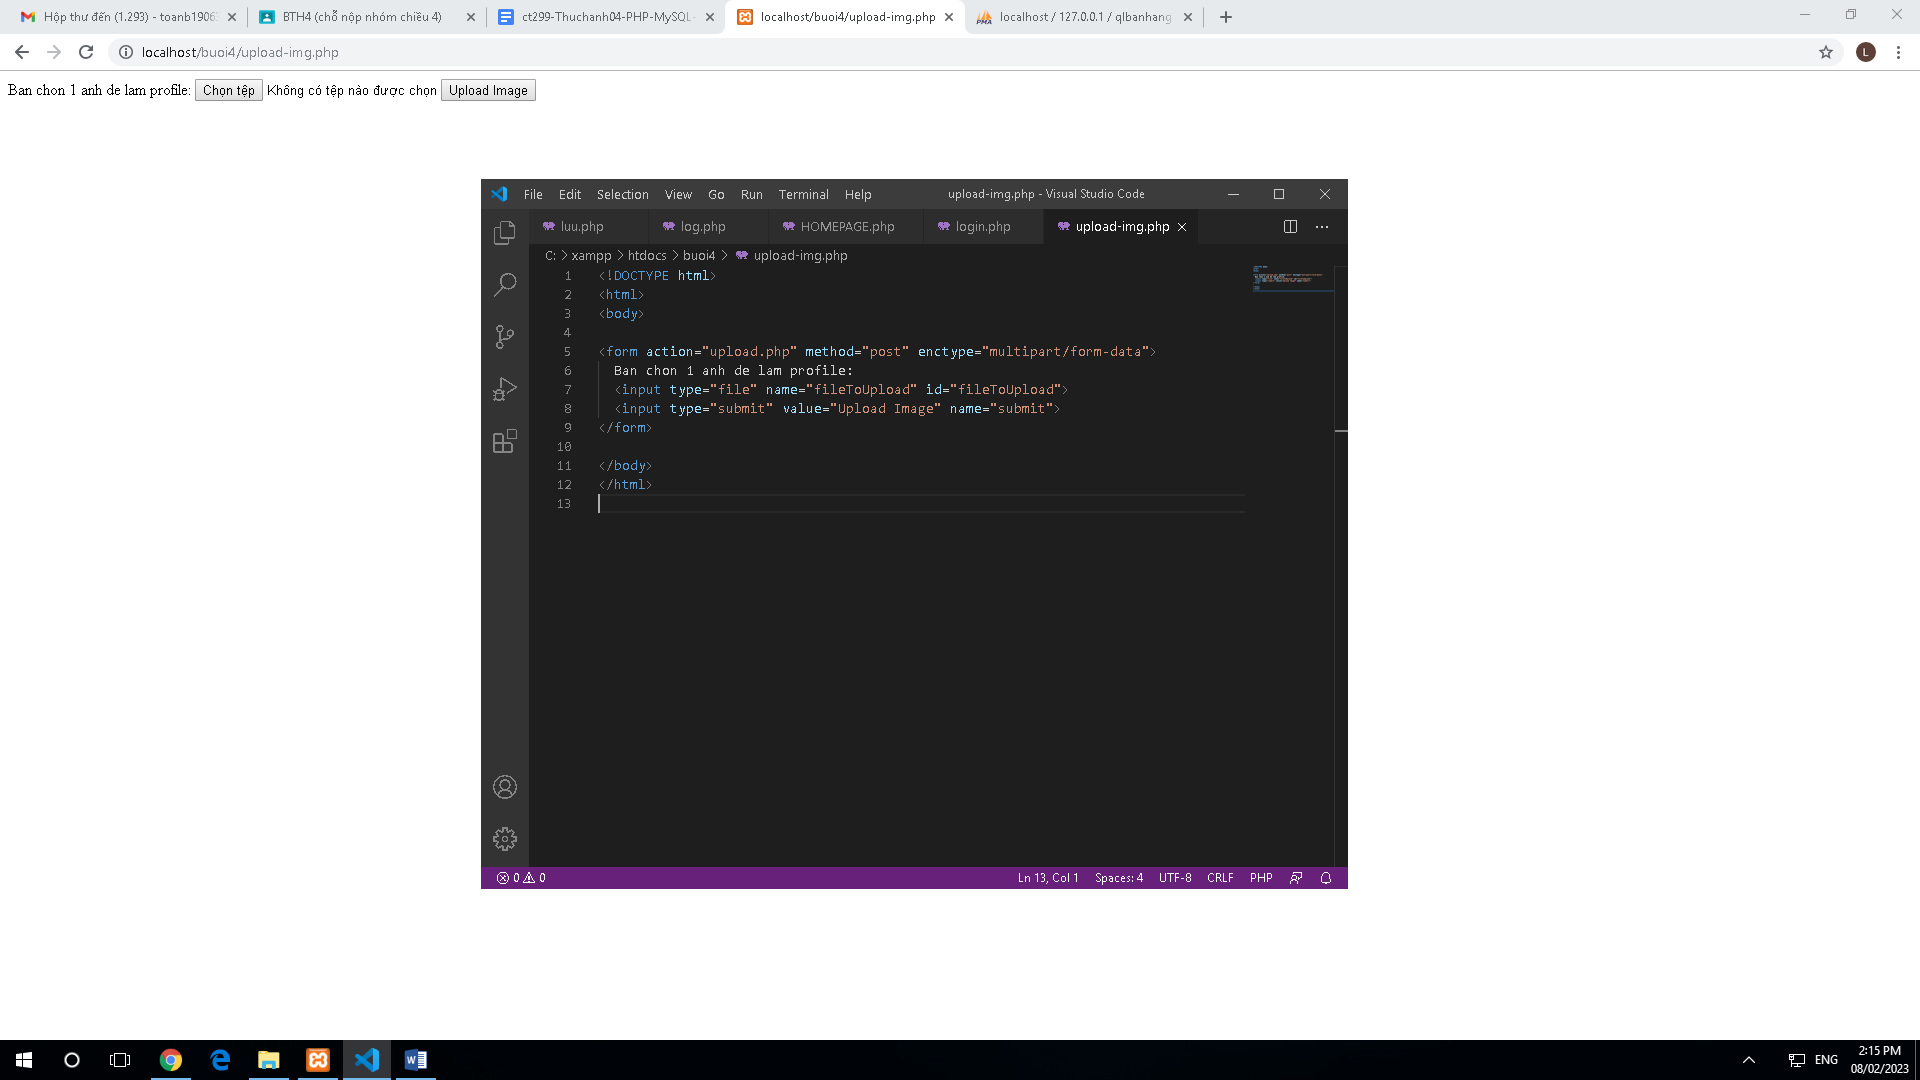 Hộp thư đến (1.293) - toanb1906
BTH4 (chỗ nộp nhóm chiều 4)
ct299-Thuchanh04-PHP-MySQL-
localhost/buoi4/upload-img.php
localhost / 127.0.0.1 / qlbanhang
localhost/buoi4/upload-img.php
L
Ban chon 1 anh de lam profile: Chọn tệp Không có tệp nào được chọn Upload Image
File Edit Selection View Go Run Terminal Help upload-img.php - Visual Studio Code
luu.php log.php HOMEPAGE.php login.php upload-img.php
C: > xampp > htdocs > buoi4 > upload-img.php
1 <!DOCTYPE html>
2 <html>
3 <body>
4
5 <form action="upload.php" method="post" enctype="multipart/form-data">
6 Ban chon 1 anh de lam profile:
7 <input type="file" name="fileToUpload" id="fileToUpload">
8 <input type="submit" value="Upload Image" name="submit">
9 </form>
10
11 </body>
12 </html>
13
0 0 Ln 13, Col 1 Spaces: 4 UTF-8 CRLF PHP
ENG
2:15 PM
08/02/2023